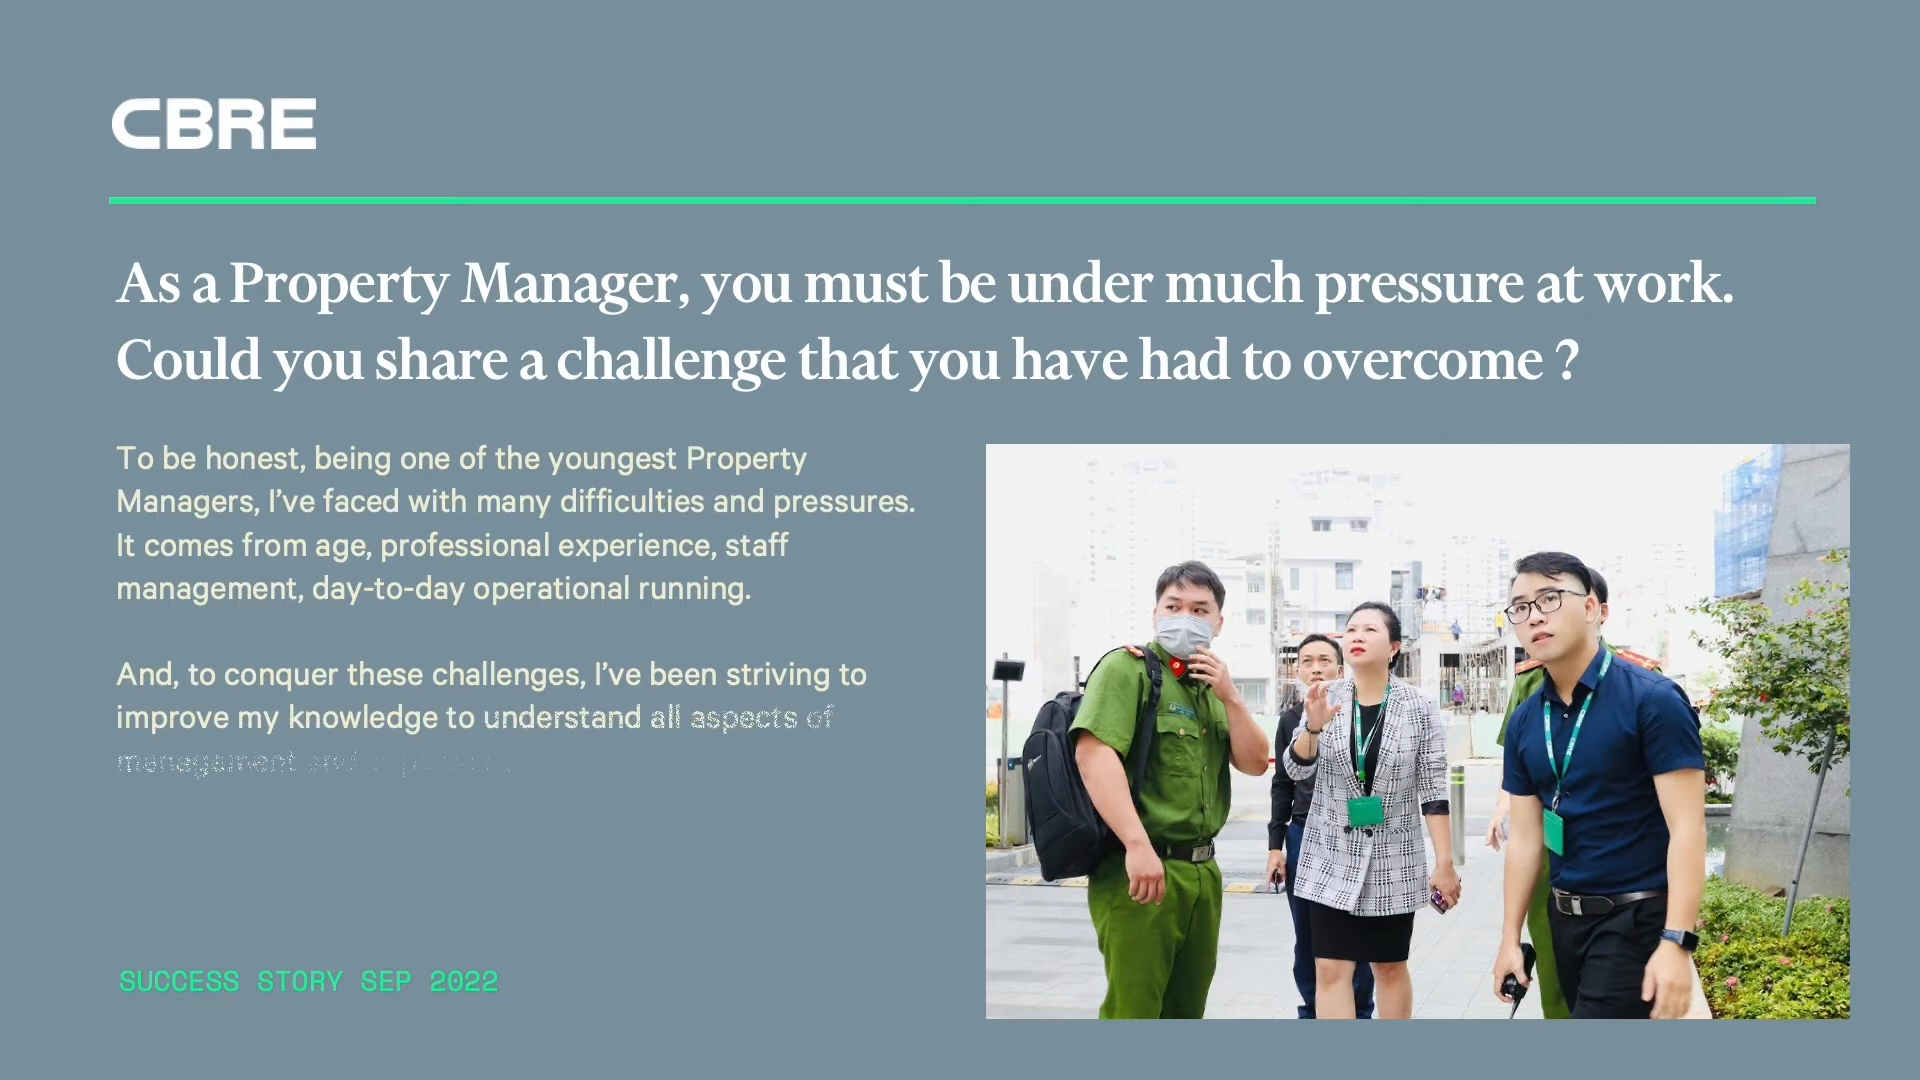 CBRE
As a Property Manager, you must be under much pressure at work.
Could you share a challenge that you have had to overcome ?
To be honest, being one of the youngest Property
Managers, I’ve faced with many difficulties and pressures.
It comes from age, professional experience, staff
management, day-to-day operational running.
And, to conquer these challenges, I’ve been striving to
improve my knowledge to understand all aspects of
managament and
SUCCESS STORY SEP 2022